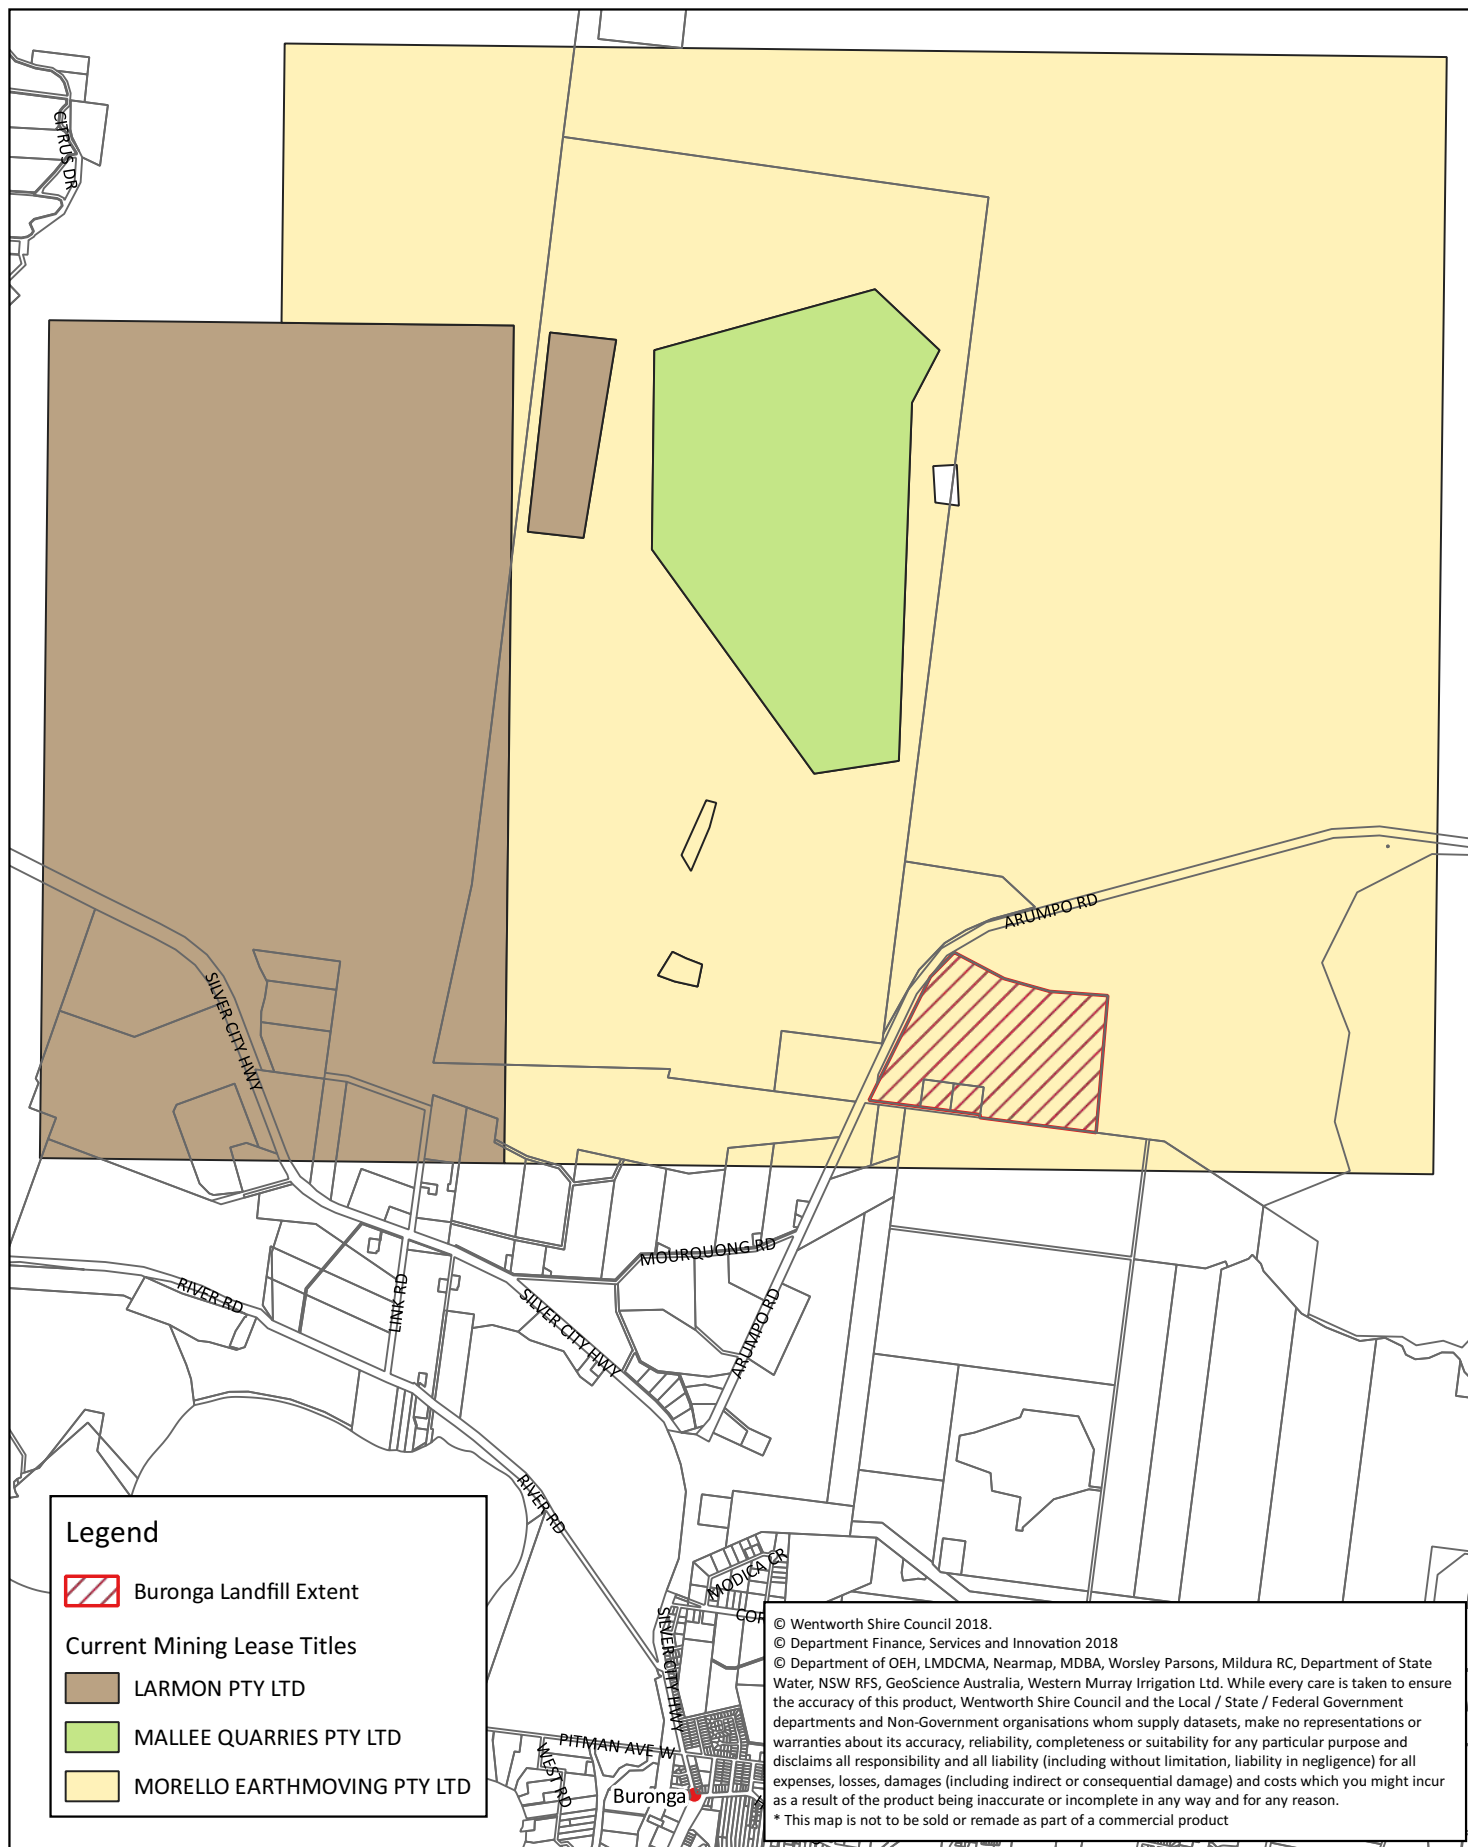 CITRUS DR
ARUMPO RD
SILVER CITY HWY
MOURQUONG RD
RIVER RD
LINK RD
SILVER CITY HWY
ARUMPO RD
RIVER RD
MODICA CR
COR
SILVER CITY HWY
PITMAN AVE W
WEST RD
Buronga
Legend
Buronga Landfill Extent
Current Mining Lease Titles
LARMON PTY LTD
MALLEE QUARRIES PTY LTD
MORELLO EARTHMOVING PTY LTD
© Wentworth Shire Council 2018.
© Department Finance, Services and Innovation 2018
© Department of OEH, LMDCMA, Nearmap, MDBA, Worsley Parsons, Mildura RC, Department of State
Water, NSW RFS, GeoScience Australia, Western Murray Irrigation Ltd. While every care is taken to ensure
the accuracy of this product, Wentworth Shire Council and the Local / State / Federal Government
departments and Non-Government organisations whom supply datasets, make no representations or
warranties about its accuracy, reliability, completeness or suitability for any particular purpose and
disclaims all responsibility and all liability (including without limitation, liability in negligence) for all
expenses, losses, damages (including indirect or consequential damage) and costs which you might incur
as a result of the product being inaccurate or incomplete in any way and for any reason.
* This map is not to be sold or remade as part of a commercial product